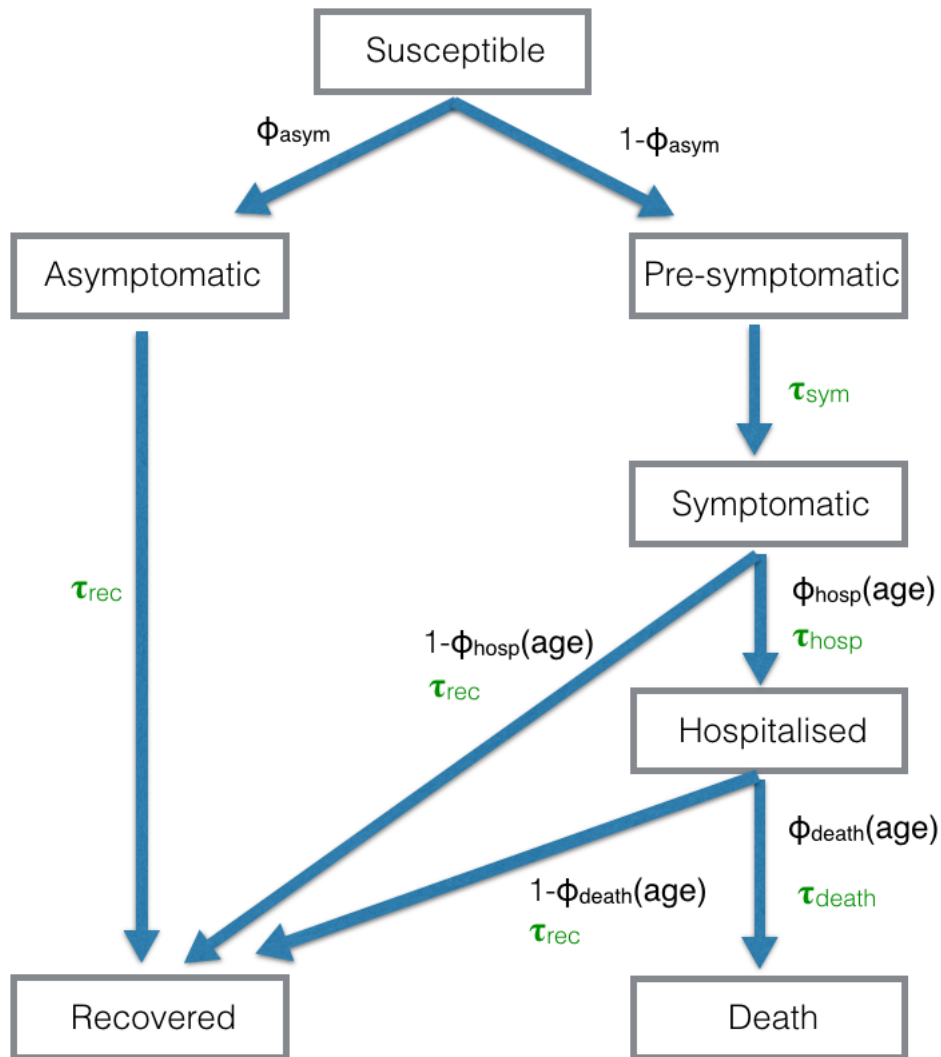 Susceptible
ϕasym
1-ϕasym
Asymptomatic
Pre-symptomatic
τsym
Symptomatic
τrec
ϕhosp(age)
τhosp
1-ϕhosp(age)
τrec
Hospitalised
ϕdeath(age)
τdeath
1-ϕdeath(age)
τrec
Recovered
Death